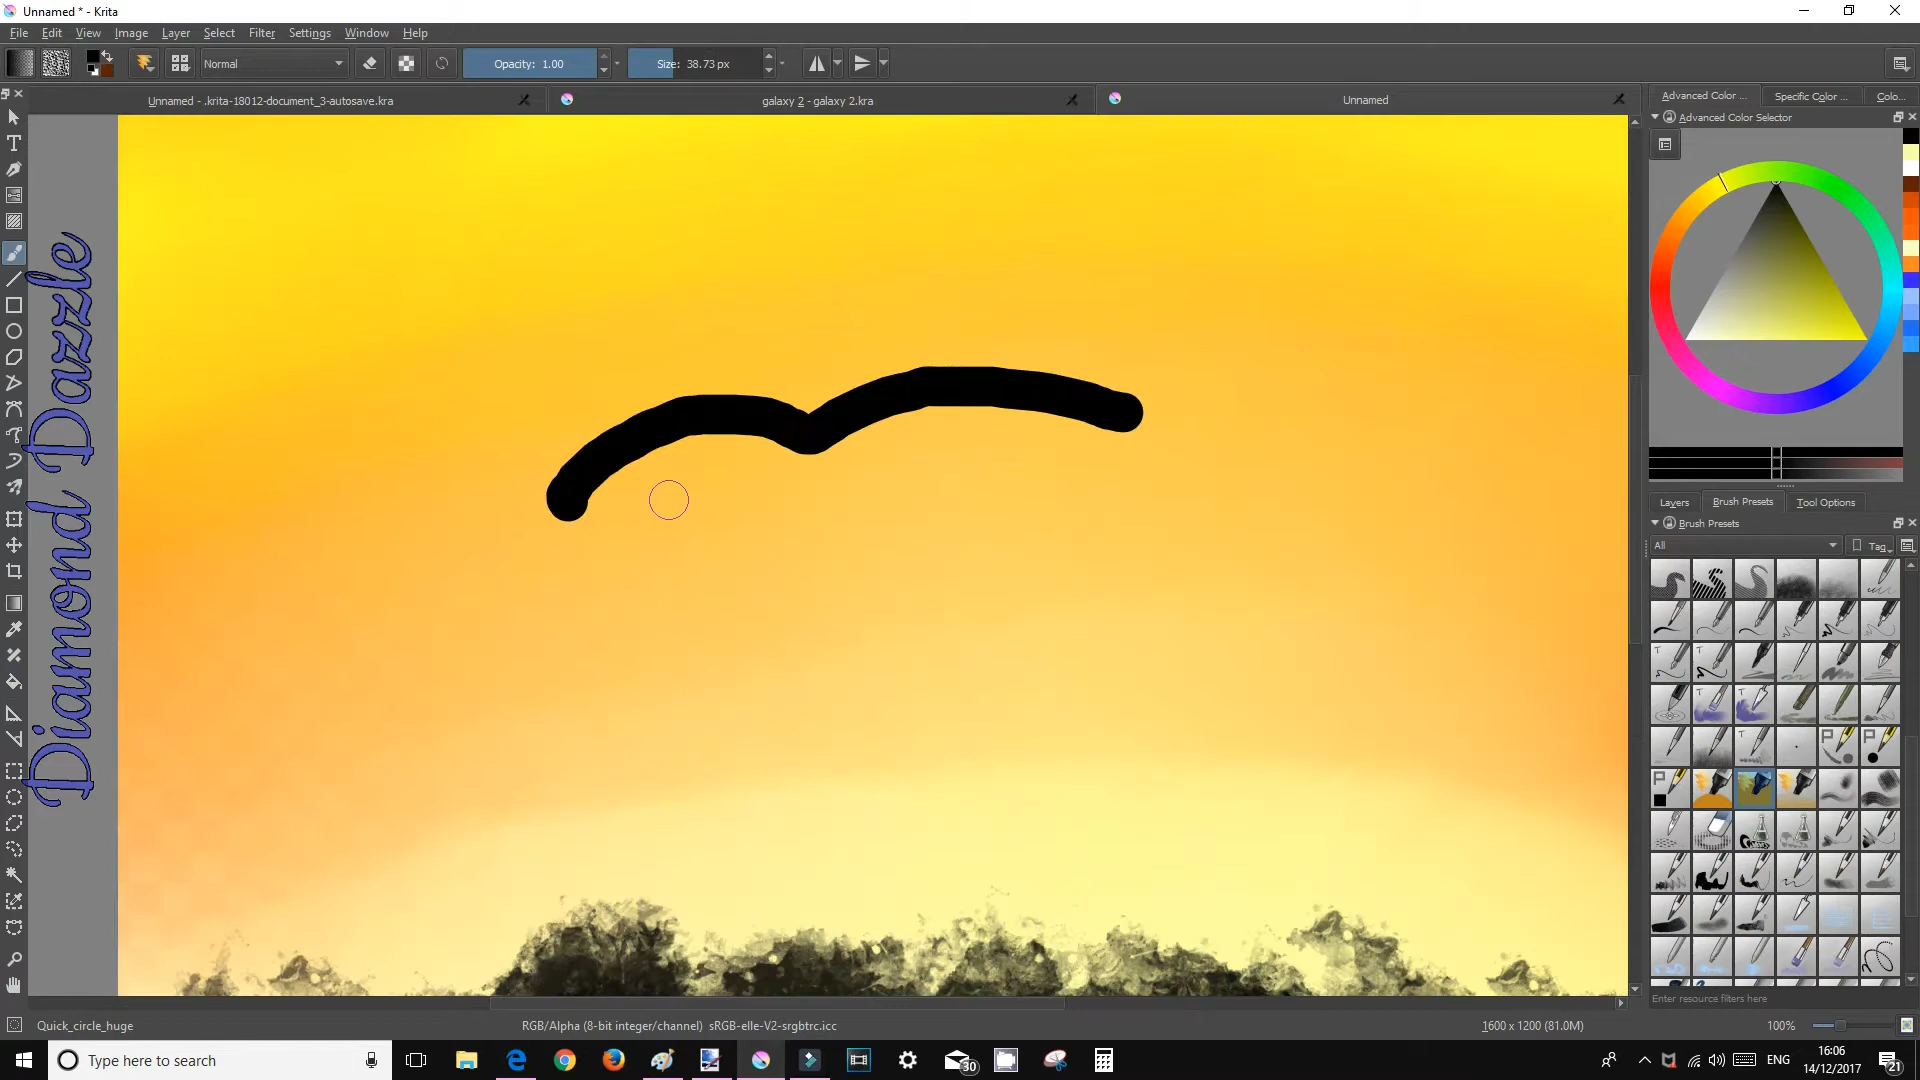 Unnamed * - Krita
File Edit View Image Layer Select Filter Settings Window Help
Normal Opacity: 1.00 Size: 38.73 px
Unnamed - .krita-18012-document_3-autosave.kra galaxy 2 - galaxy 2.kra Unnamed
Advanced Color ... Specific Color ... Colo...
Advanced Color Selector
Diamond Dazzle
Layers Brush Presets Tool Options
Brush Presets
All Tag
Enter resource filters here
Quick_circle_huge RGB/Alpha (8-bit integer/channel) sRGB-elle-V2-srgbtrc.icc 1600 x 1200 (81.0M) 100%
Type here to search 30 ENG 16:06 21
14/12/2017